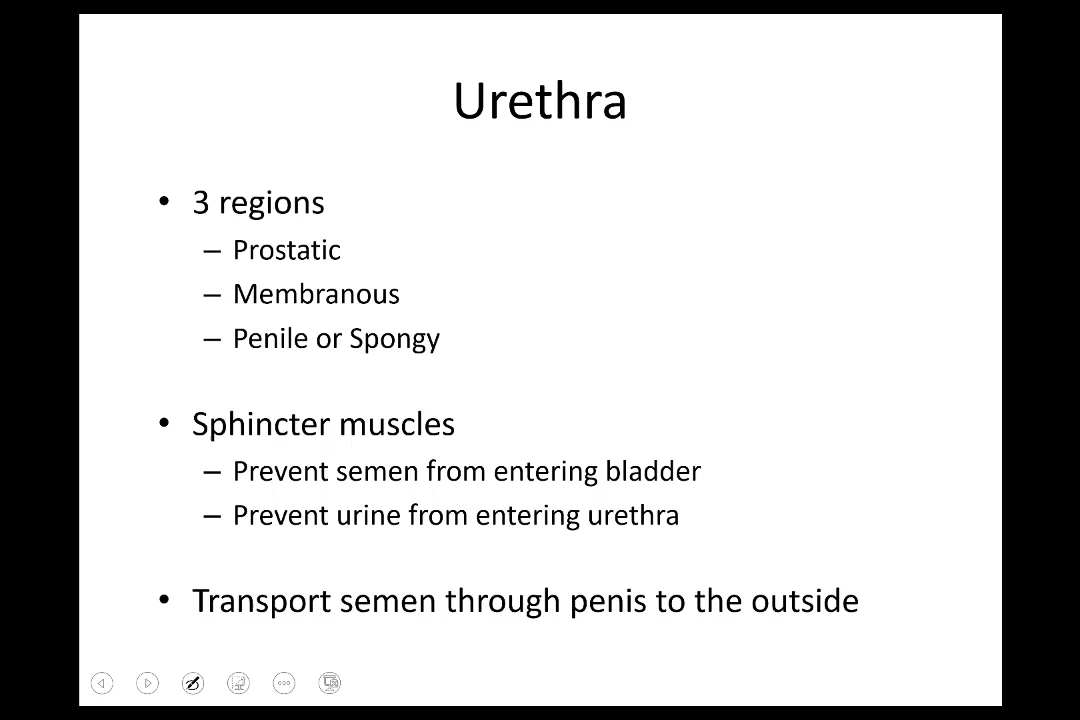 Urethra
• 3 regions
– Prostatic
– Membranous
– Penile or Spongy
• Sphincter muscles
– Prevent semen from entering bladder
– Prevent urine from entering urethra
• Transport semen through penis to the outside